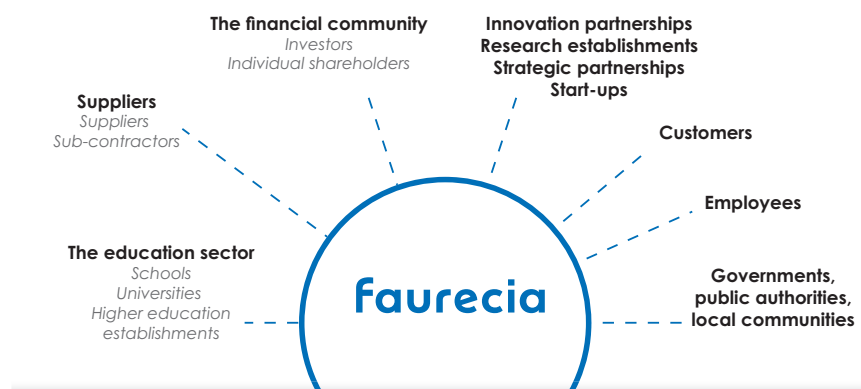 The financial community
Investors
Individual shareholders
Innovation partnerships
Research establishments
Strategic partnerships
Start-ups
Suppliers
Suppliers
Sub-contractors
Customers
Employees
The education sector
Schools
Universities
Higher education
establishments
faurecia
Governments,
public authorities,
local communities